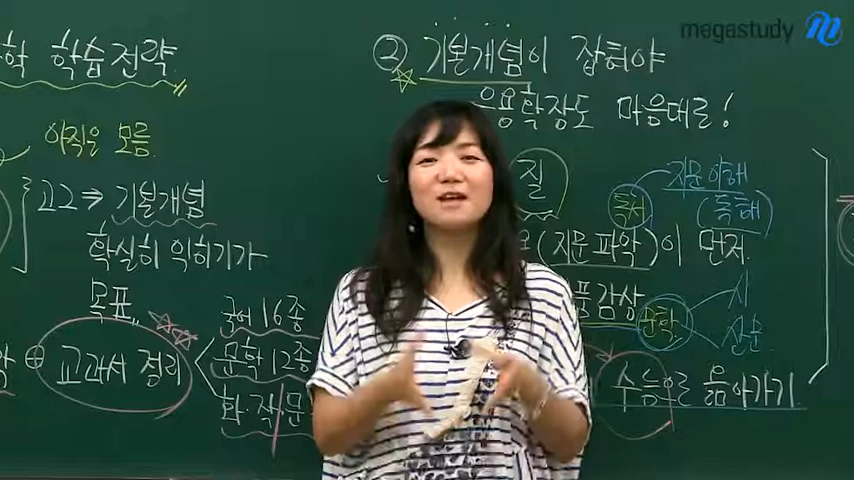 megastudy
학 학습전략
② 기본개념이 잡혀야
응용학장도 마음대로!
아직은 모름
고2 ⇒ 기본개념
확실히 익히기가
목표
⊕ 교과서 정리
국어 16종
문학 12종
화·작·문
질
독서
지문 이해
(독해)
(지문 파악)이 먼저
품감상
문학
시
산문
수능으로 옮아가기